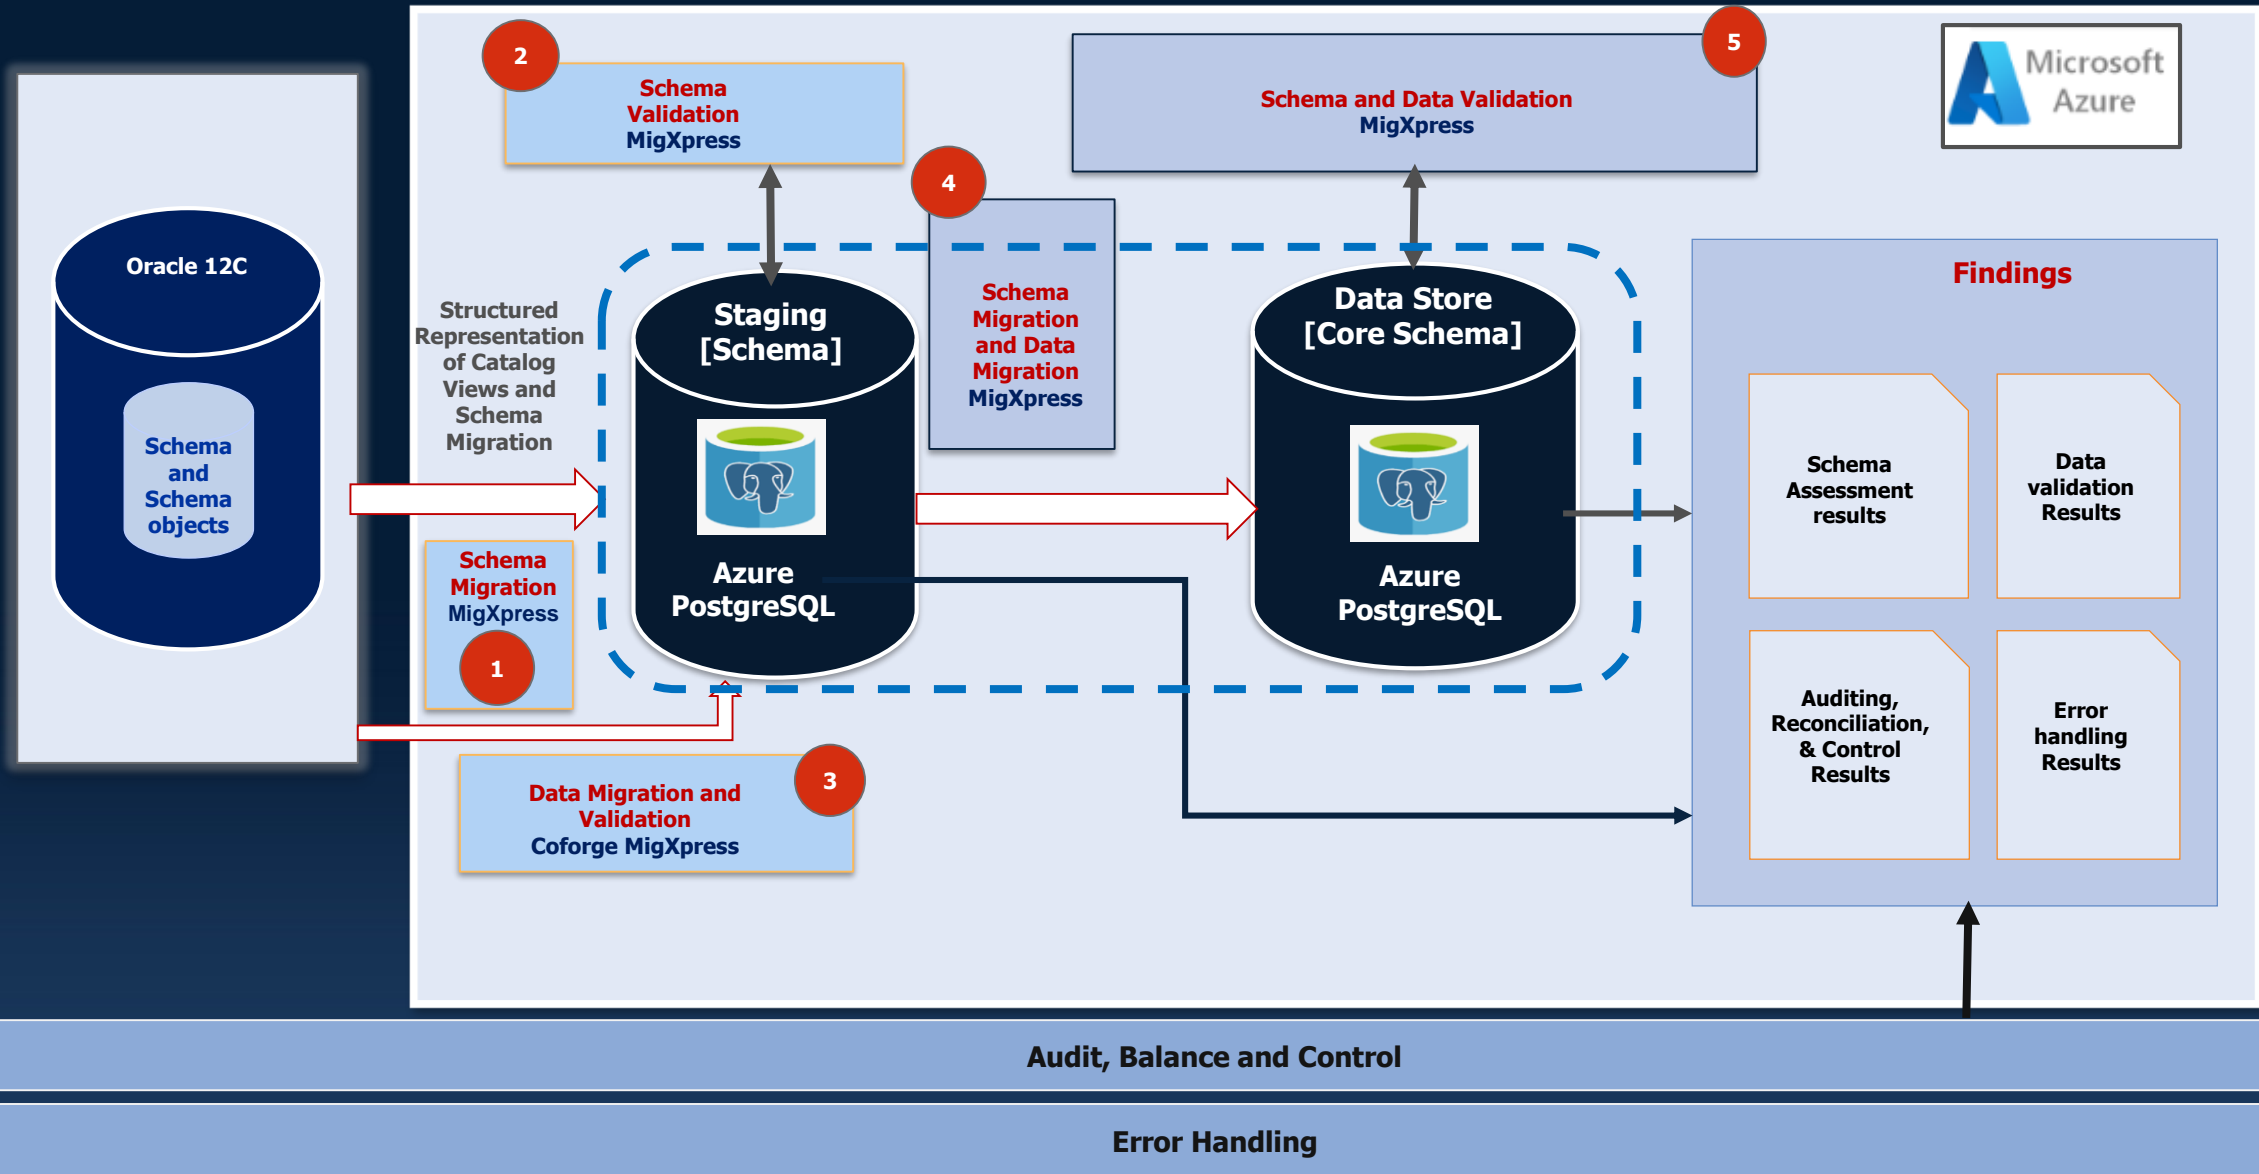 2
Schema
Validation
MigXpress
5
Schema and Data Validation
MigXpress
Microsoft
Azure
4
Schema
Migration
and Data
Migration
MigXpress
Oracle 12C
Schema
and
Schema
objects
Structured
Representation
of Catalog
Views and
Schema
Migration
Staging
[Schema]
Azure
PostgreSQL
Data Store
[Core Schema]
Azure
PostgreSQL
Schema
Migration
MigXpress
1
Data Migration and
Validation
Coforge MigXpress
3
Findings
Schema
Assessment
results
Data
validation
Results
Auditing,
Reconciliation,
& Control
Results
Error
handling
Results
Audit, Balance and Control
Error Handling